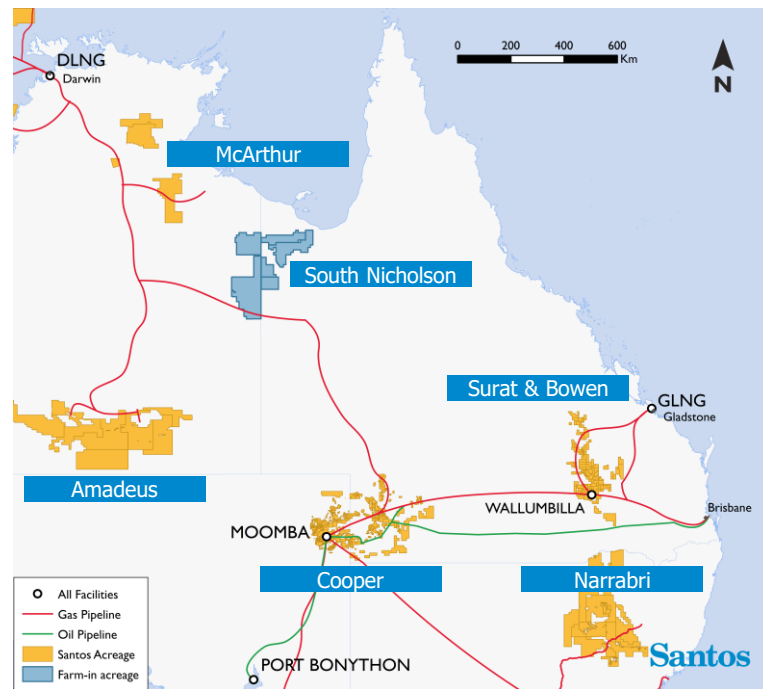 DLNG
Darwin
0 200 400 600
Km
N
McArthur
South Nicholson
Surat & Bowen
GLNG
Gladstone
Amadeus
WALLUMBILLA
Brisbane
MOOMBA
Cooper
Narrabri
All Facilities
Gas Pipeline
Oil Pipeline
Santos Acreage
Farm-in acreage
PORT BONYTHON
Santos